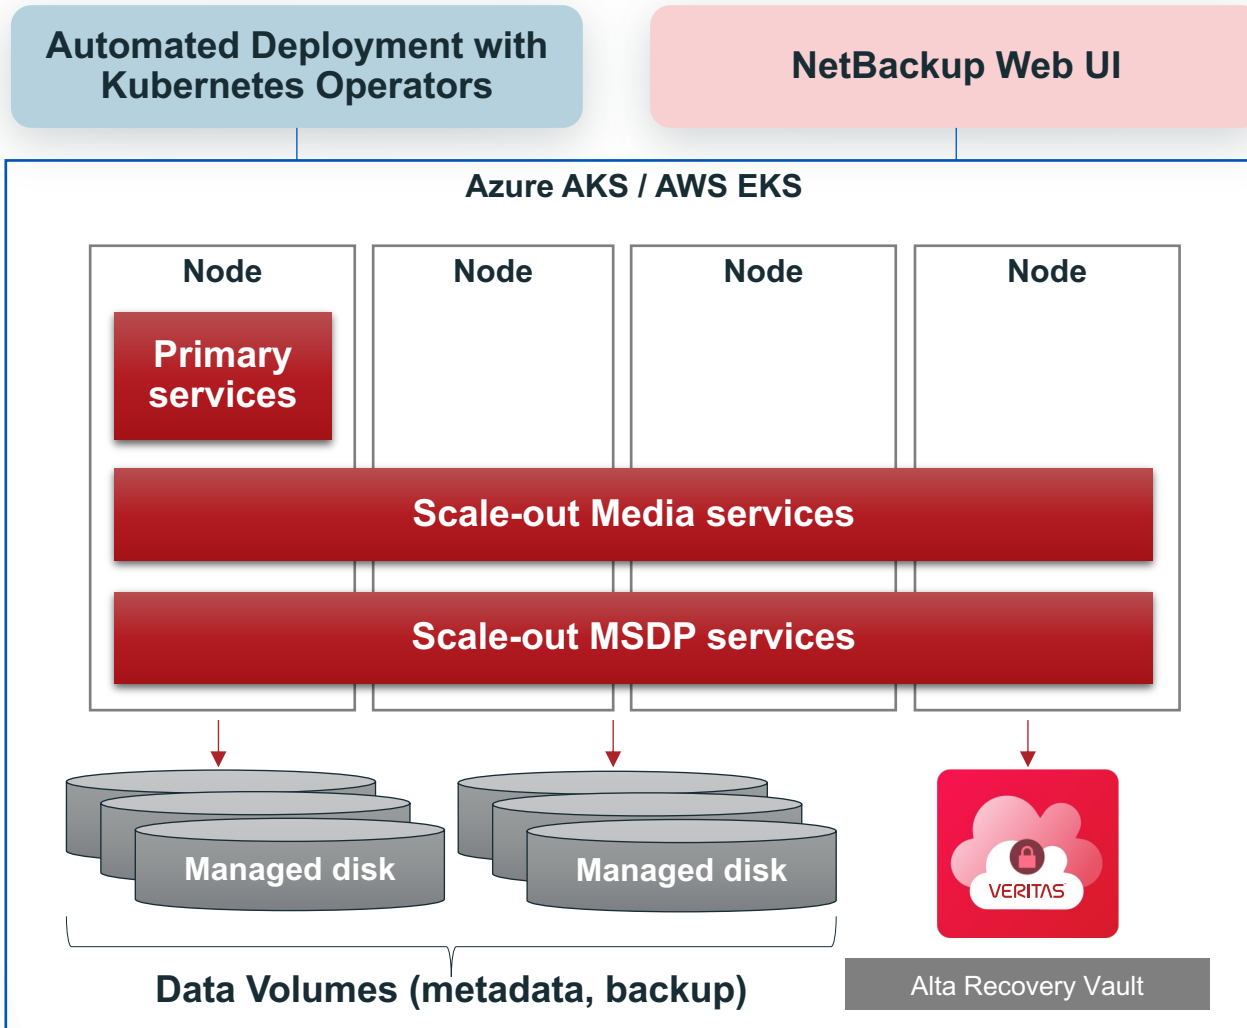 Automated Deployment with
Kubernetes Operators
NetBackup Web UI
Azure AKS / AWS EKS
Node
Node
Node
Node
Primary
services
Scale-out Media services
Scale-out MSDP services
Managed disk
Managed disk
VERITAS
Data Volumes (metadata, backup)
Alta Recovery Vault